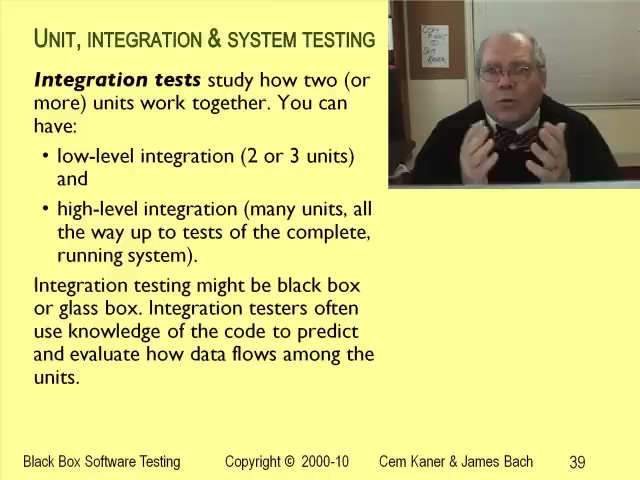 UNIT, INTEGRATION & SYSTEM TESTING
Integration tests study how two (or
more) units work together. You can
have:
• low-level integration (2 or 3 units)
and
• high-level integration (many units, all
the way up to tests of the complete,
running system).
Integration testing might be black box
or glass box. Integration testers often
use knowledge of the code to predict
and evaluate how data flows among the
units.
COPY
RIGHT
CEM
KANER
Black Box Software Testing Copyright © 2000-10 Cem Kaner & James Bach 39